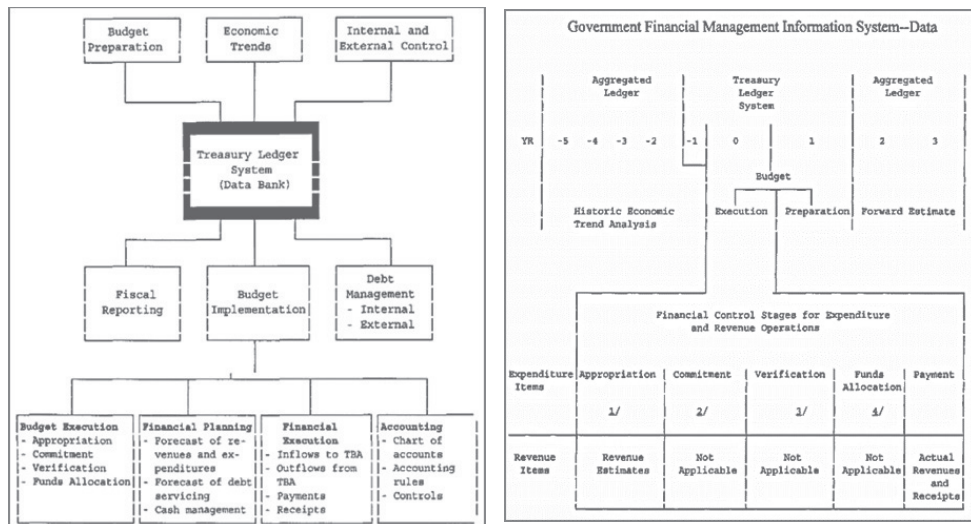 Budget
Preparation
Economic
Trends
Internal and
External Control
Treasury Ledger
System
(Data Bank)
Fiscal
Reporting
Budget
Implementation
Debt
Management
- Internal
- External
Budget Execution
- Appropriation
- Commitment
- Verification
- Funds Allocation
Financial Planning
- Forecast of re-
venues and ex-
penditures
- Forecast of debt
servicing
- Cash management
Financial
Execution
- Inflows to TBA
- Outflows from
TBA
- Payments
- Receipts
Accounting
- Chart of
accounts
- Accounting
rules
- Controls
Government Financial Management Information System--Data
Aggregated
Ledger
Treasury
Ledger
System
Aggregated
Ledger
YR -5 -4 -3 -2 -1 0 1 2 3
Budget
Historic Economic
Trend Analysis
Execution
Preparation
Forward Estimate
Financial Control Stages for Expenditure
and Revenue Operations
Expenditure
Items
Appropriation
1/
Commitment
2/
Verification
3/
Funds
Allocation
4/
Payment
Revenue
Items
Revenue
Estimates
Not
Applicable
Not
Applicable
Not
Applicable
Actual
Revenues
and
Receipts